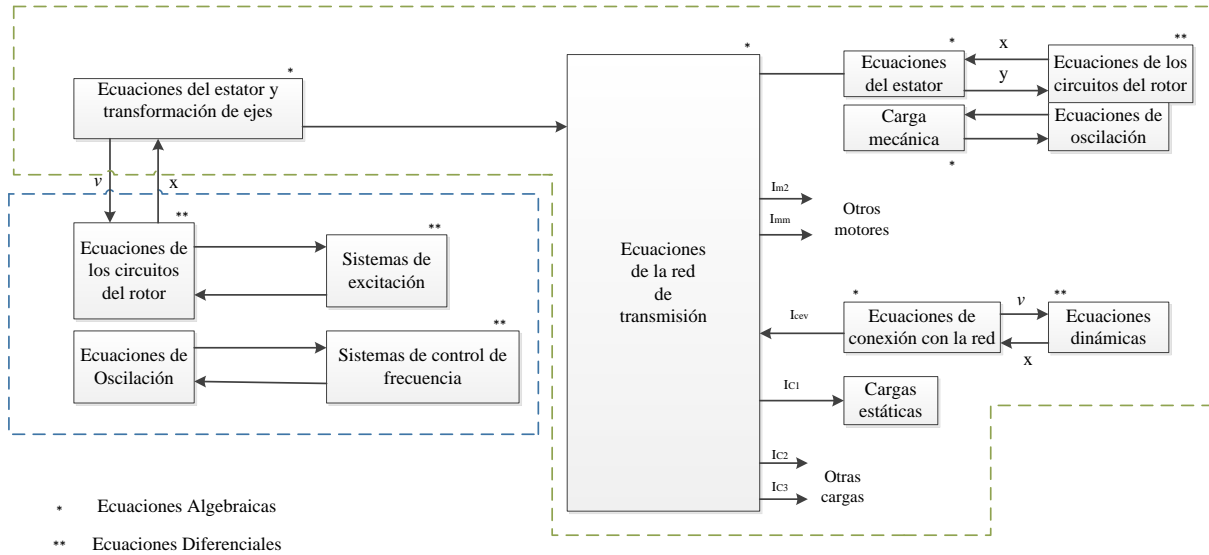 *
Ecuaciones del estator y
transformación de ejes
v
x
**
Ecuaciones de
los circuitos
del rotor
**
Sistemas de
excitación
Ecuaciones de
Oscilación
**
Sistemas de control de
frecuencia
*
Ecuaciones
de la red
de
transmisión
*
Ecuaciones
del estator
x
y
**
Ecuaciones de los
circuitos del rotor
Carga
mecánica
*
Ecuaciones de
oscilación
Im2
Imm
Otros
motores
Icev
*
Ecuaciones de
conexión con la red
v
x
**
Ecuaciones
dinámicas
IC1
Cargas
estáticas
IC2
IC3
Otras
cargas
* Ecuaciones Algebraicas
** Ecuaciones Diferenciales